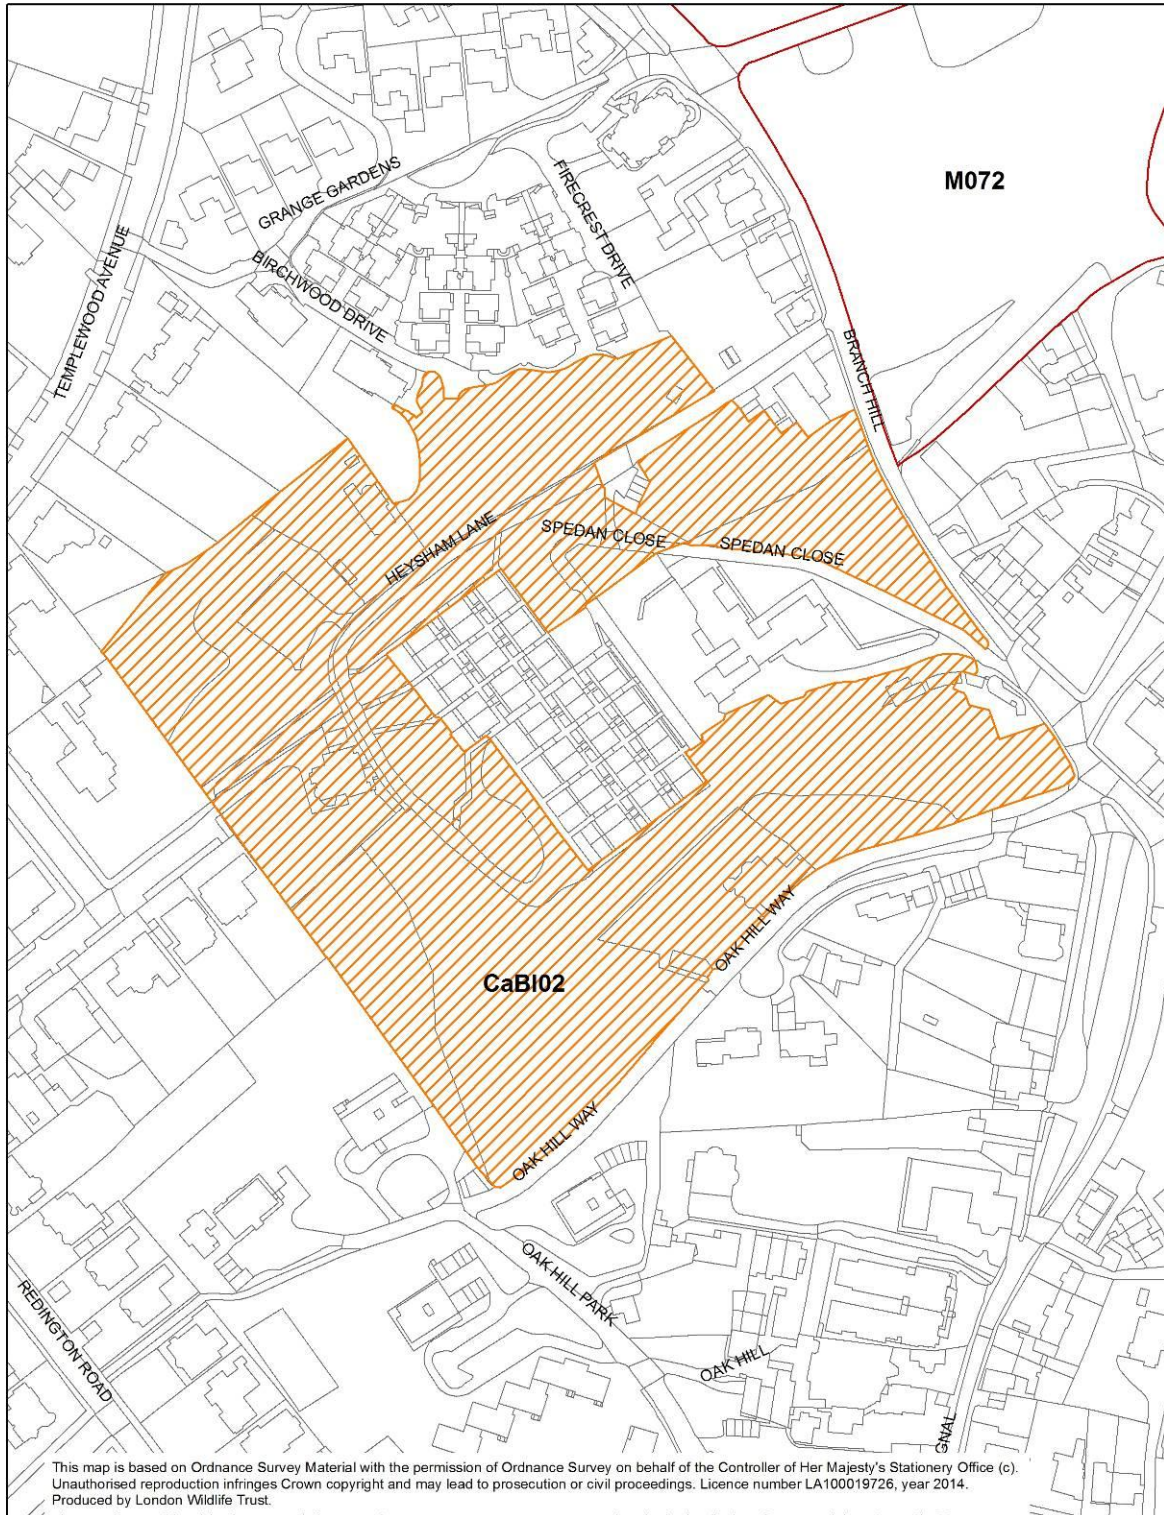 M072
GRANGE GARDENS
FIRECREST DRIVE
BIRCHWOOD DRIVE
TEMPLEWOOD AVENUE
BRANCH HILL
HEYSHAM LANE
SPEDAN CLOSE
SPEDAN CLOSE
OAK HILL WAY
CaBI02
OAK HILL WAY
OAK HILL PARK
REDINGTON ROAD
OAK HILL
GNAL
This map is based on Ordnance Survey Material with the permission of Ordnance Survey on behalf of the Controller of Her Majesty's Stationery Office (c).
Unauthorised reproduction infringes Crown copyright and may lead to prosecution or civil proceedings. Licence number LA100019726, year 2014.
Produced by London Wildlife Trust.